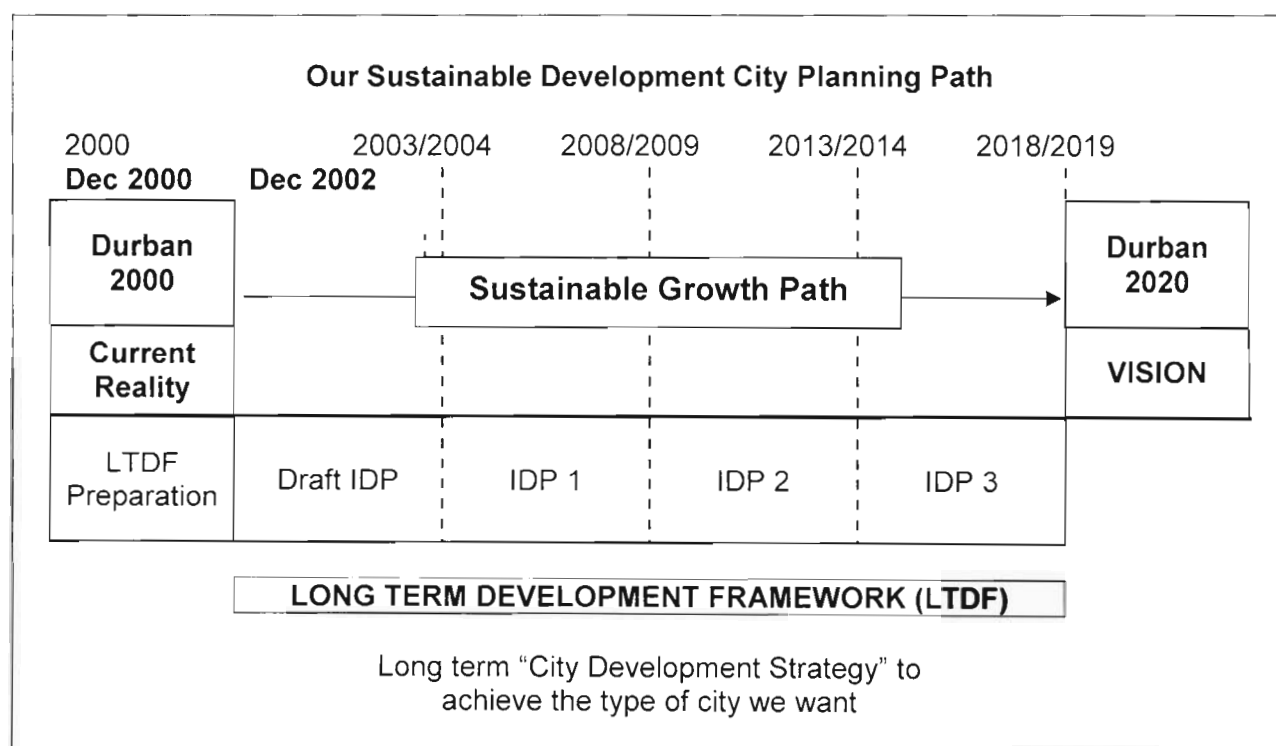 Our Sustainable Development City Planning Path
2000 2003/2004 2008/2009 2013/2014 2018/2019
Dec 2000 Dec 2002
Durban
2000
Sustainable Growth Path
Durban
2020
Current
Reality
VISION
LTDF
Preparation
Draft IDP
IDP 1
IDP 2
IDP 3
LONG TERM DEVELOPMENT FRAMEWORK (LTDF)
Long term “City Development Strategy” to
achieve the type of city we want